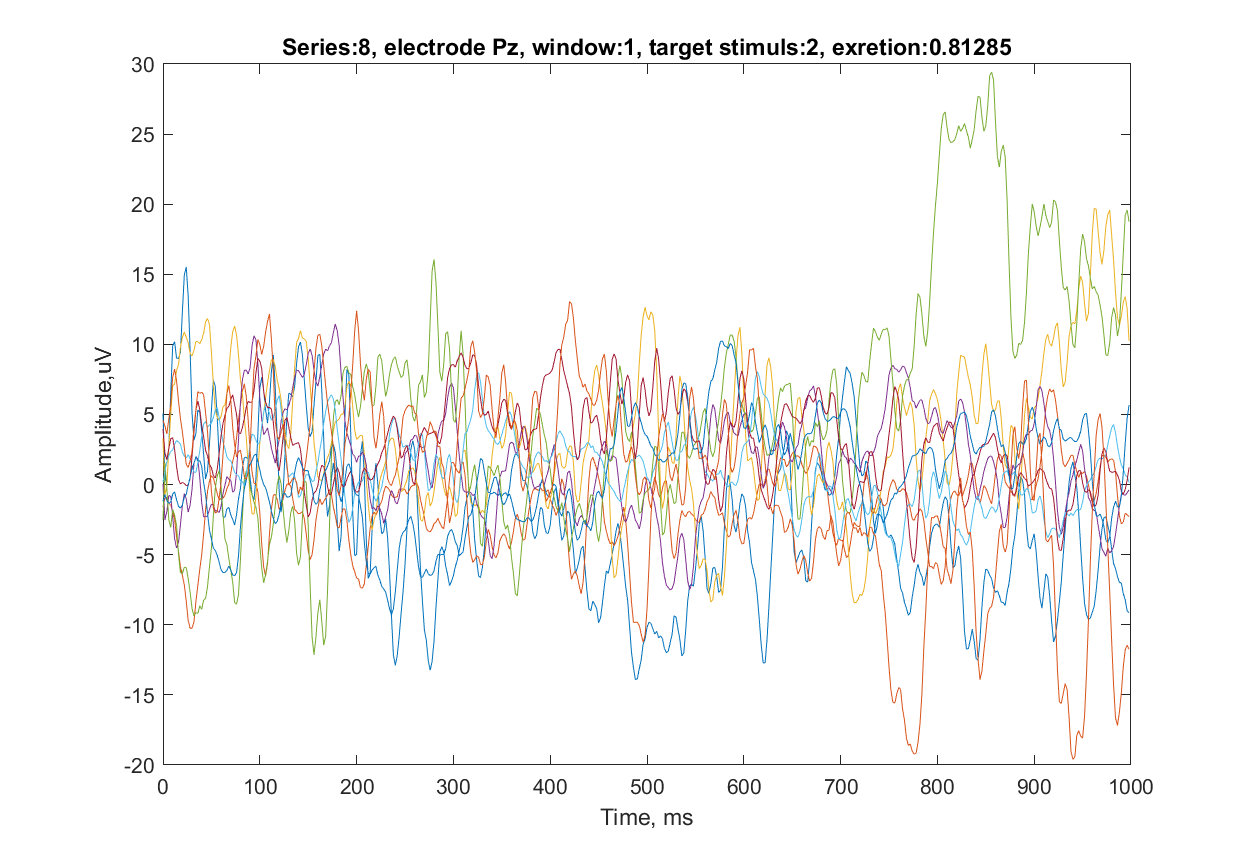 Series:8, electrode Pz, window:1, target stimuls:2, exretion:0.81285
30
25
20
15
10
5
0
-5
-10
-15
-20
Amplitude,uV
0 100 200 300 400 500 600 700 800 900 1000
Time, ms